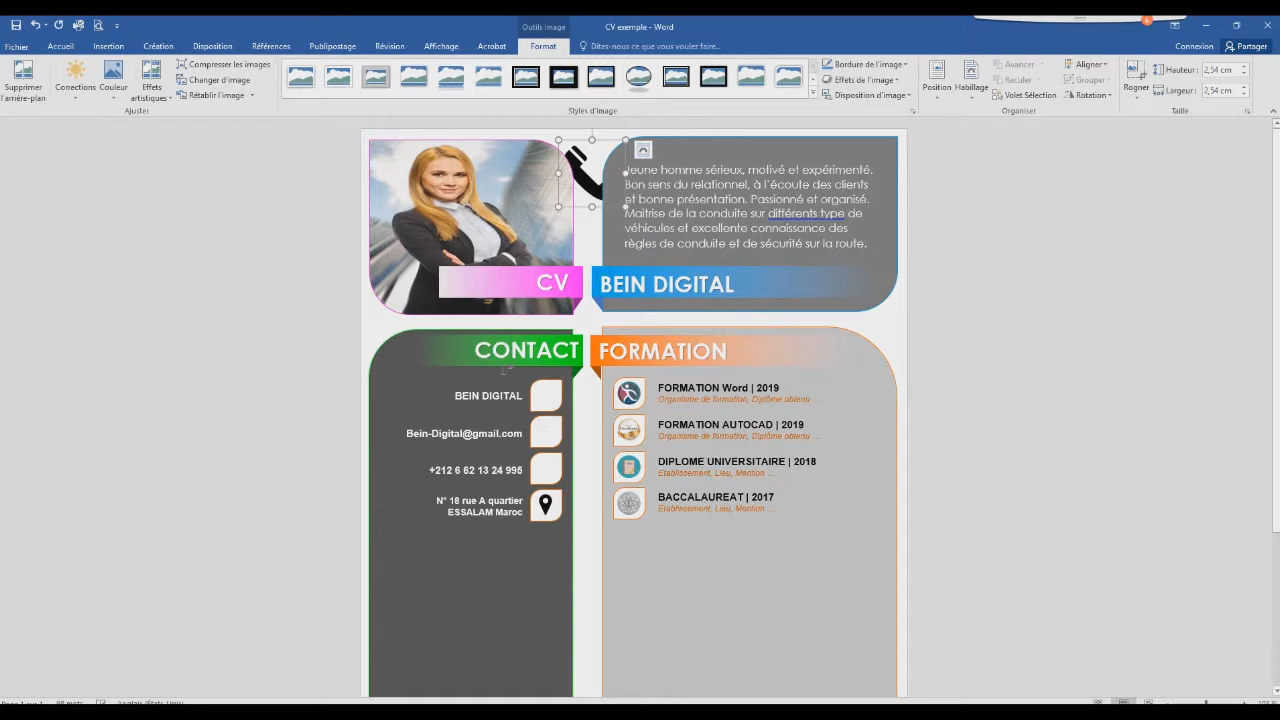 Outils Image
CV exemple - Word
6
Fichier
Accueil
Insertion
Création
Disposition
Références
Publipostage
Révision
Affichage
Acrobat
Format
Dites-nous ce que vous voulez faire...
Connexion
Partager
Supprimer
l'arrière-plan
Corrections
Couleur
Effets
artistiques
Compresser les images
Changer d'image
Rétablir l'image
Ajuster
Styles d'image
Bordure de l'image
Effets de l'image
Disposition d'image
Position
Habillage
Avancer
Reculer
Volet Sélection
Aligner
Grouper
Rotation
Organiser
Rogner
Hauteur: 2,54 cm
Largeur: 2,54 cm
Taille
Jeune homme sérieux, motivé et expérimenté.
Bon sens du relationnel, à l'écoute des clients
et bonne présentation. Passionné et organisé.
Maitrise de la conduite sur différents type de
véhicules et excellente connaissance des
règles de conduite et de sécurité sur la route.
CV
BEIN DIGITAL
CONTACT
FORMATION
BEIN DIGITAL
Bein-Digital@gmail.com
+212 6 62 13 24 995
N° 18 rue A quartier
ESSALAM Maroc
FORMATION Word | 2019
Organisme de formation, Diplôme obtenu ...
FORMATION AUTOCAD | 2019
Organisme de formation, Diplôme obtenu ...
DIPLOME UNIVERSITAIRE | 2018
Etablissement, Lieu, Mention ...
BACCALAUREAT | 2017
Etablissement, Lieu, Mention ...